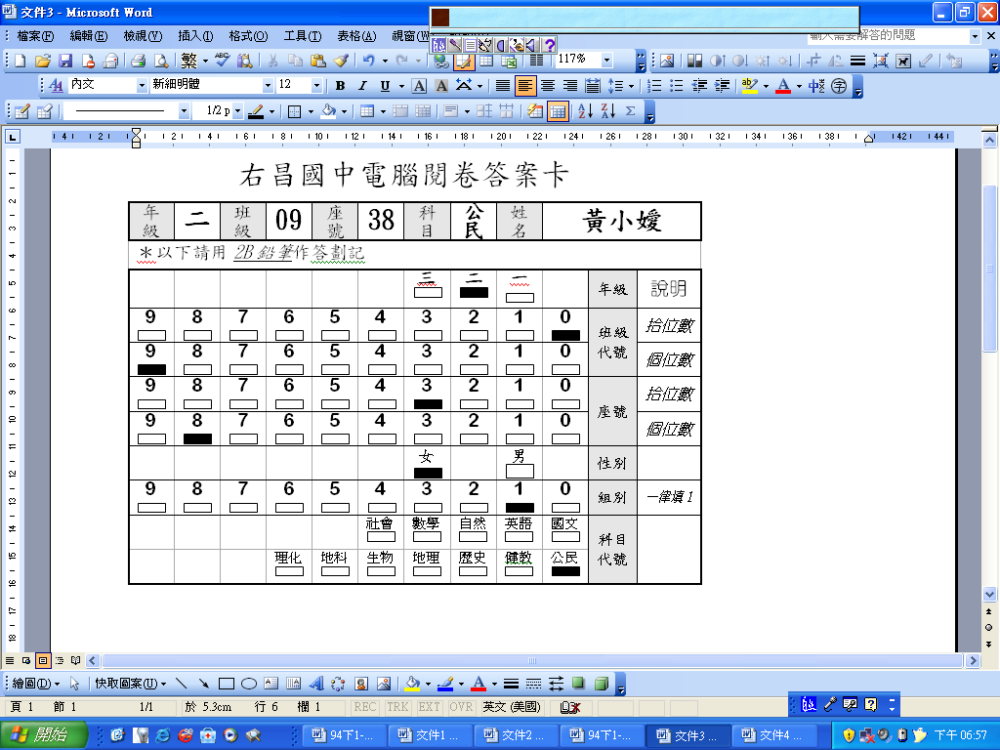 文件3 - Microsoft Word
檔案(F) 編輯(E) 檢視(V) 插入(I) 格式(O) 工具(T) 表格(A) 視窗(W 輸入需要解答的問題
繁 117%
內文 新細明體 12 B I U A A
1/2 p
右昌國中電腦閱卷答案卡
年級 二 班級 09 座號 38 科目 公民 姓名 黃小嫒
＊以下請用 2B 鉛筆作答劃記
三 二 一 年級 說明
9 8 7 6 5 4 3 2 1 0 班級代號 拾位數
9 8 7 6 5 4 3 2 1 0 個位數
9 8 7 6 5 4 3 2 1 0 座號 拾位數
9 8 7 6 5 4 3 2 1 0 個位數
女 男 性別
9 8 7 6 5 4 3 2 1 0 組別 一律填 1
社會 數學 自然 英語 國文 科目代號
理化 地科 生物 地理 歷史 健教 公民
繪圖(D) 快取圖案(U)
頁 1 節 1 1/1 於 5.3cm 行 6 欄 1 REC TRK EXT OVR 英文 (美國)
開始 94下1-... 文件1 ... 文件2 ... 94下1-... 文件3 ... 文件4 ... 下午 06:57